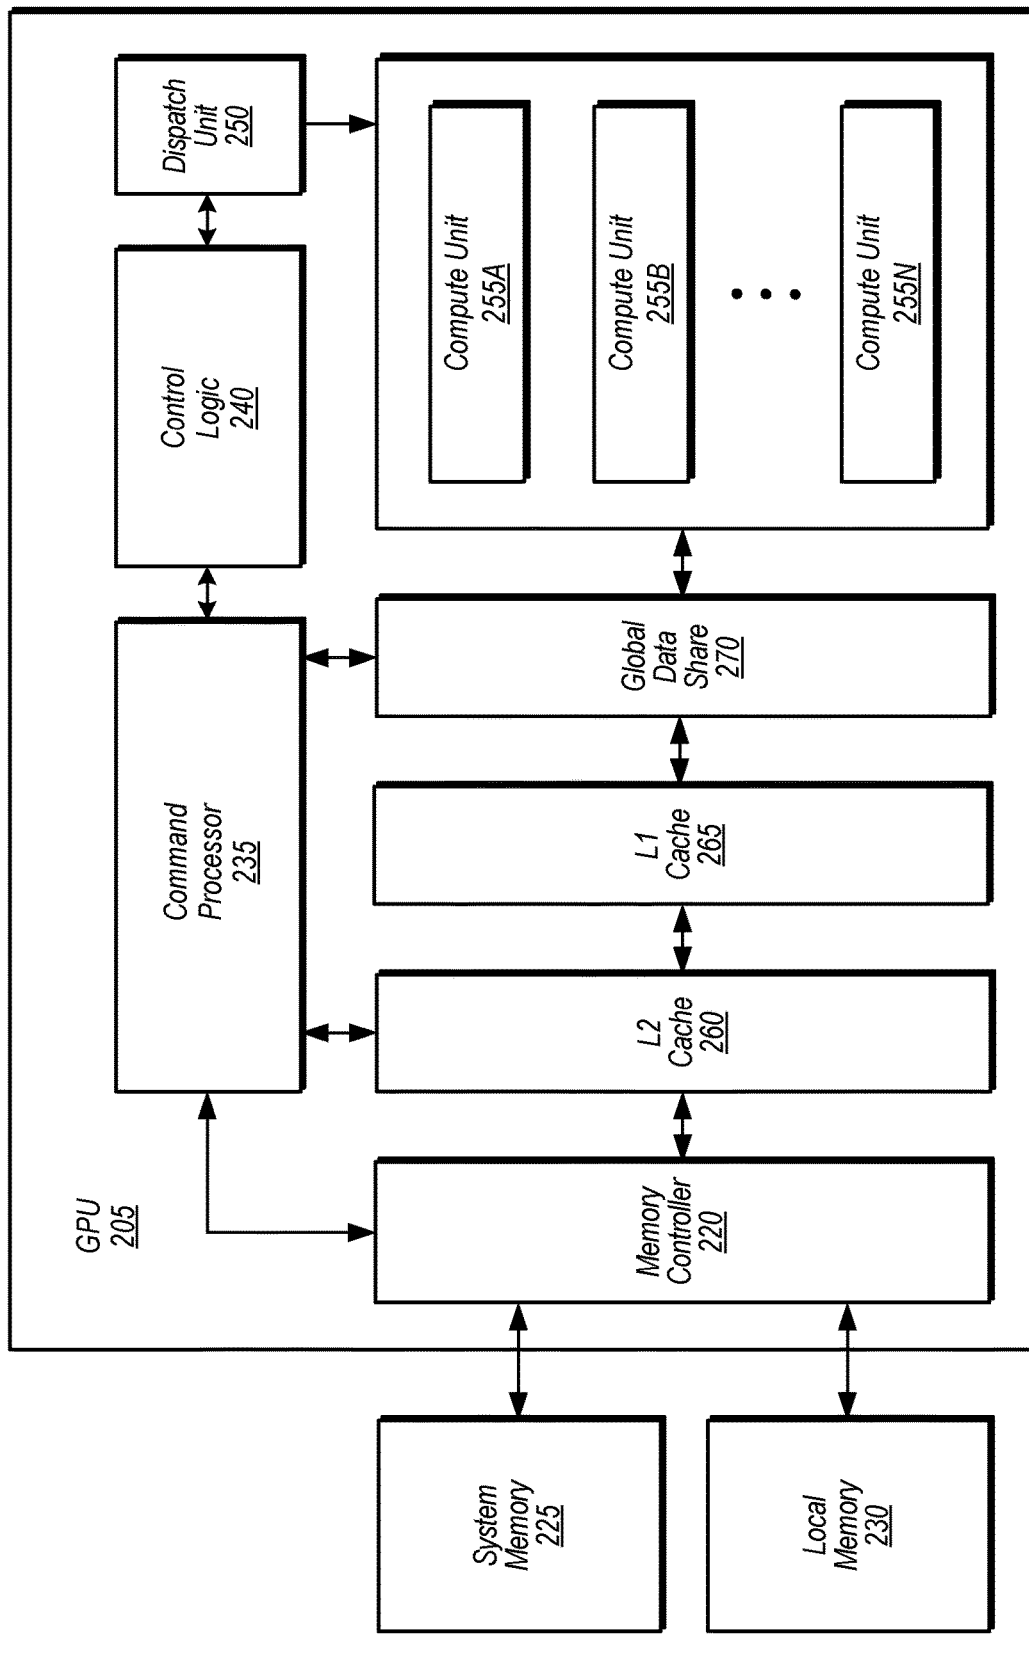 GPU
205
Command
Processor
235
Control
Logic
240
Dispatch
Unit
250
System
Memory
225
Local
Memory
230
Memory
Controller
220
L2
Cache
260
L1
Cache
265
Global
Data
Share
270
Compute Unit
255A
Compute Unit
255B
Compute Unit
255N